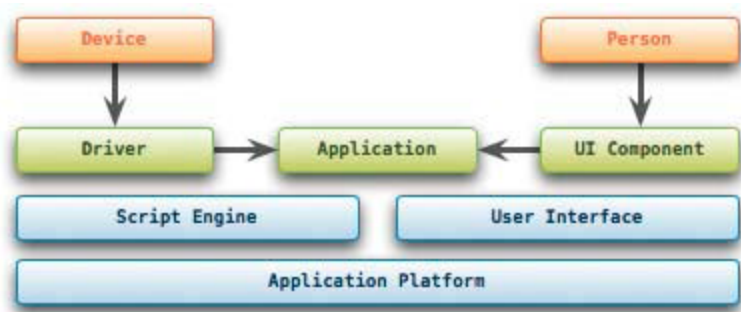 Device
Person
Driver
Application
UI Component
Script Engine
User Interface
Application Platform